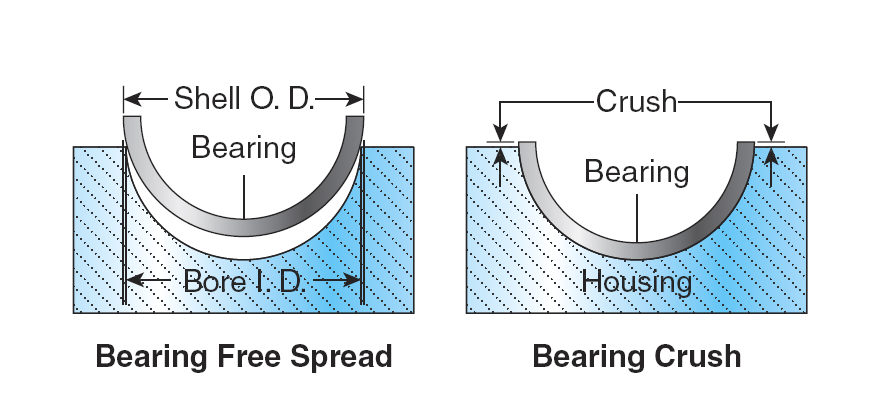 Shell O. D.
Bearing
Bore I. D.
Bearing Free Spread
Crush
Bearing
Housing
Bearing Crush